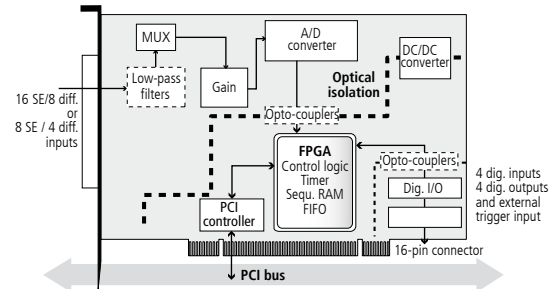 MUX
A/D
converter
DC/DC
converter
Low-pass
filters
Gain
Optical
isolation
16 SE/8 diff.
or
8 SE / 4 diff.
inputs
Opto-couplers
FPGA
Control logic
Timer
Sequ. RAM
FIFO
Opto-couplers
Dig. I/O
4 dig. inputs
4 dig. outputs
and external
trigger input
PCI
controller
16-pin connector
PCI bus